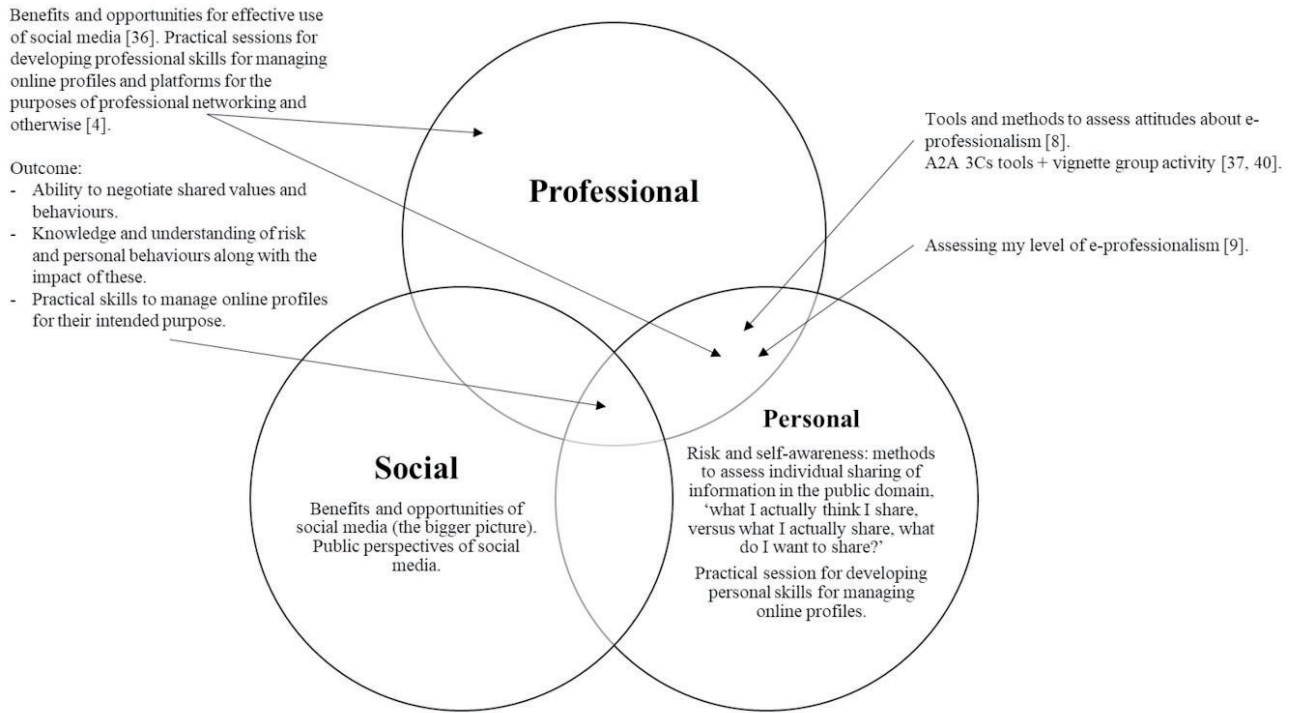 Benefits and opportunities for effective use
of social media [36]. Practical sessions for
developing professional skills for managing
online profiles and platforms for the
purposes of professional networking and
otherwise [4].
Outcome:
- Ability to negotiate shared values and
behaviours.
- Knowledge and understanding of risk
and personal behaviours along with the
impact of these.
- Practical skills to manage online profiles
for their intended purpose.
Professional
Tools and methods to assess attitudes about e-
professionalism [8].
A2A 3Cs tools + vignette group activity [37, 40].
Assessing my level of e-professionalism [9].
Social
Benefits and opportunities of
social media (the bigger picture).
Public perspectives of social
media.
Personal
Risk and self-awareness: methods
to assess individual sharing of
information in the public domain,
‘what I actually think I share,
versus what I actually share, what
do I want to share?’
Practical session for developing
personal skills for managing
online profiles.